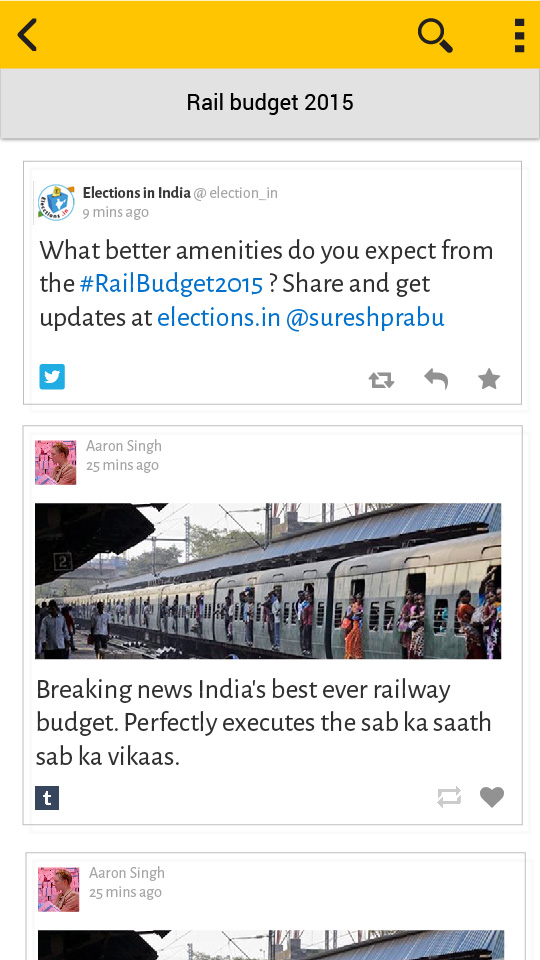 Rail budget 2015
Elections in India @ election_in
9 mins ago
What better amenities do you expect from
the #RailBudget2015 ? Share and get
updates at elections.in @sureshprabu
Aaron Singh
25 mins ago
2
Breaking news India's best ever railway
budget. Perfectly executes the sab ka saath
sab ka vikaas.
t
Aaron Singh
25 mins ago